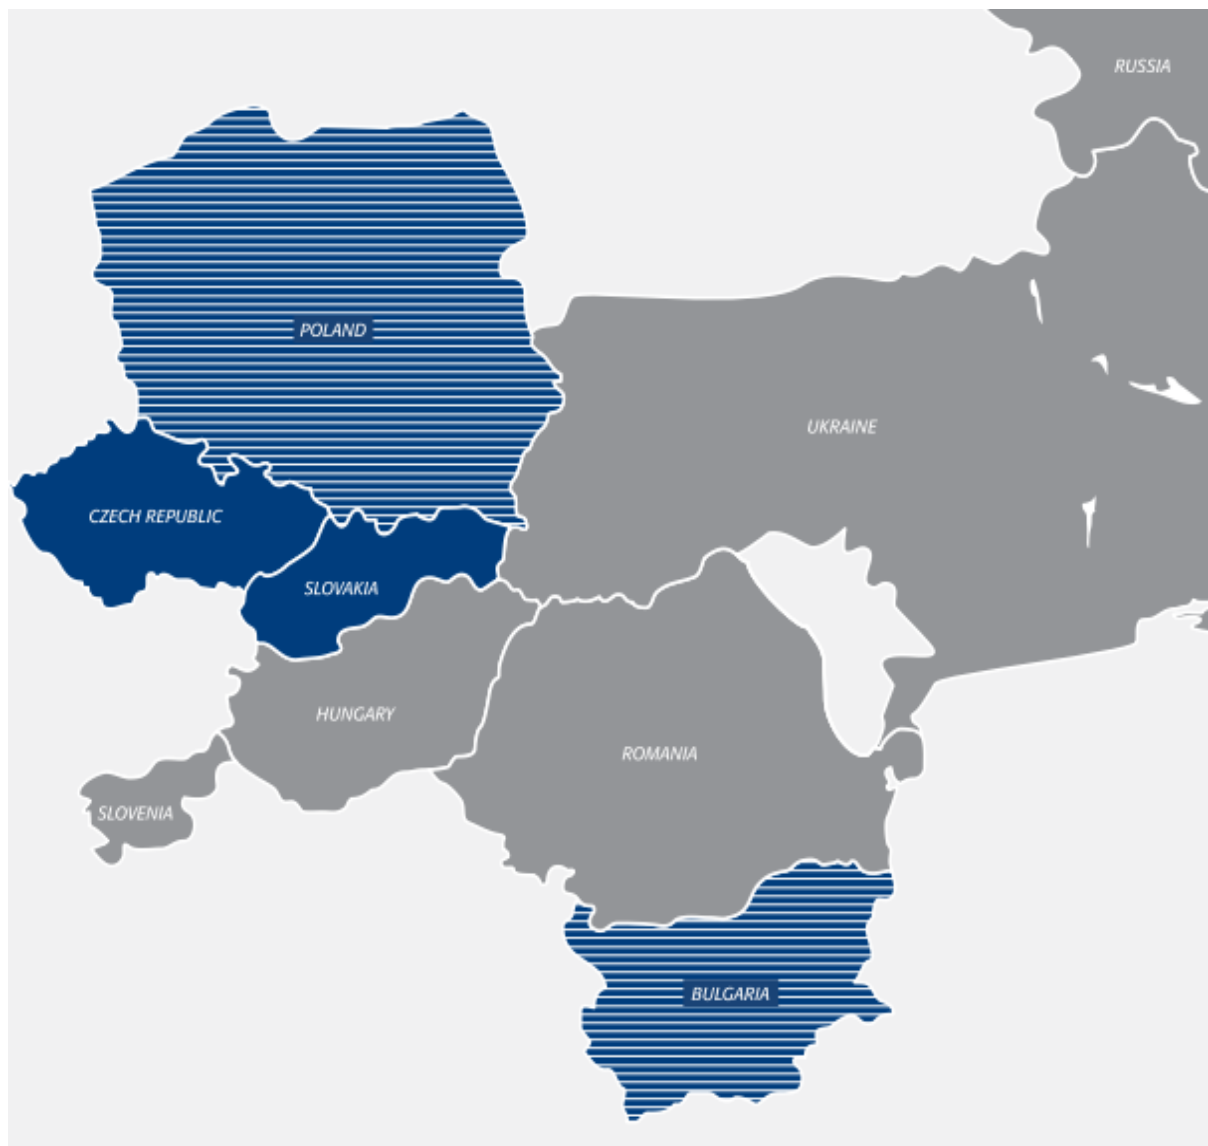 RUSSIA
POLAND
UKRAINE
CZECH REPUBLIC
SLOVAKIA
HUNGARY
ROMANIA
SLOVENIA
BULGARIA